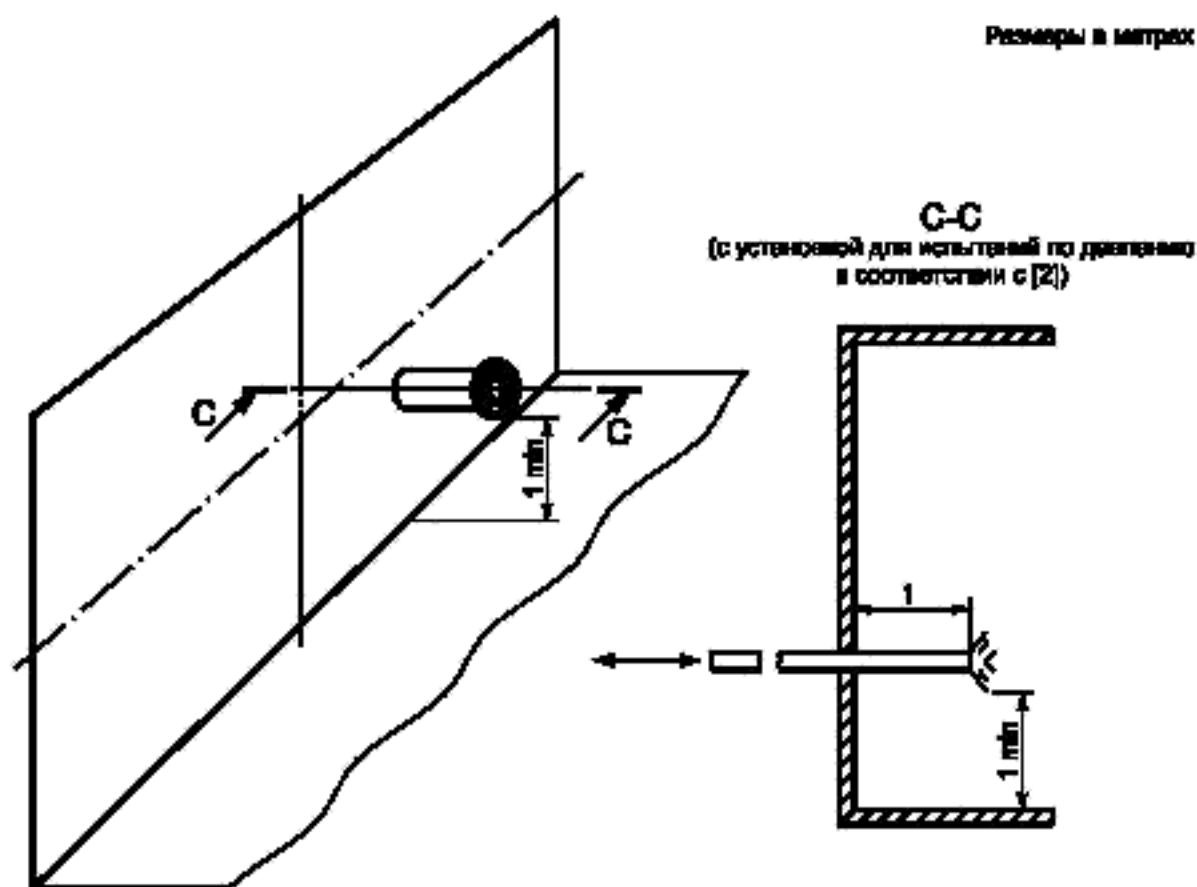 Размеры в метрах
С-С
(с установкой для испытаний по давлению
в соответствии с [2])
С
С
1 min
1
1 min